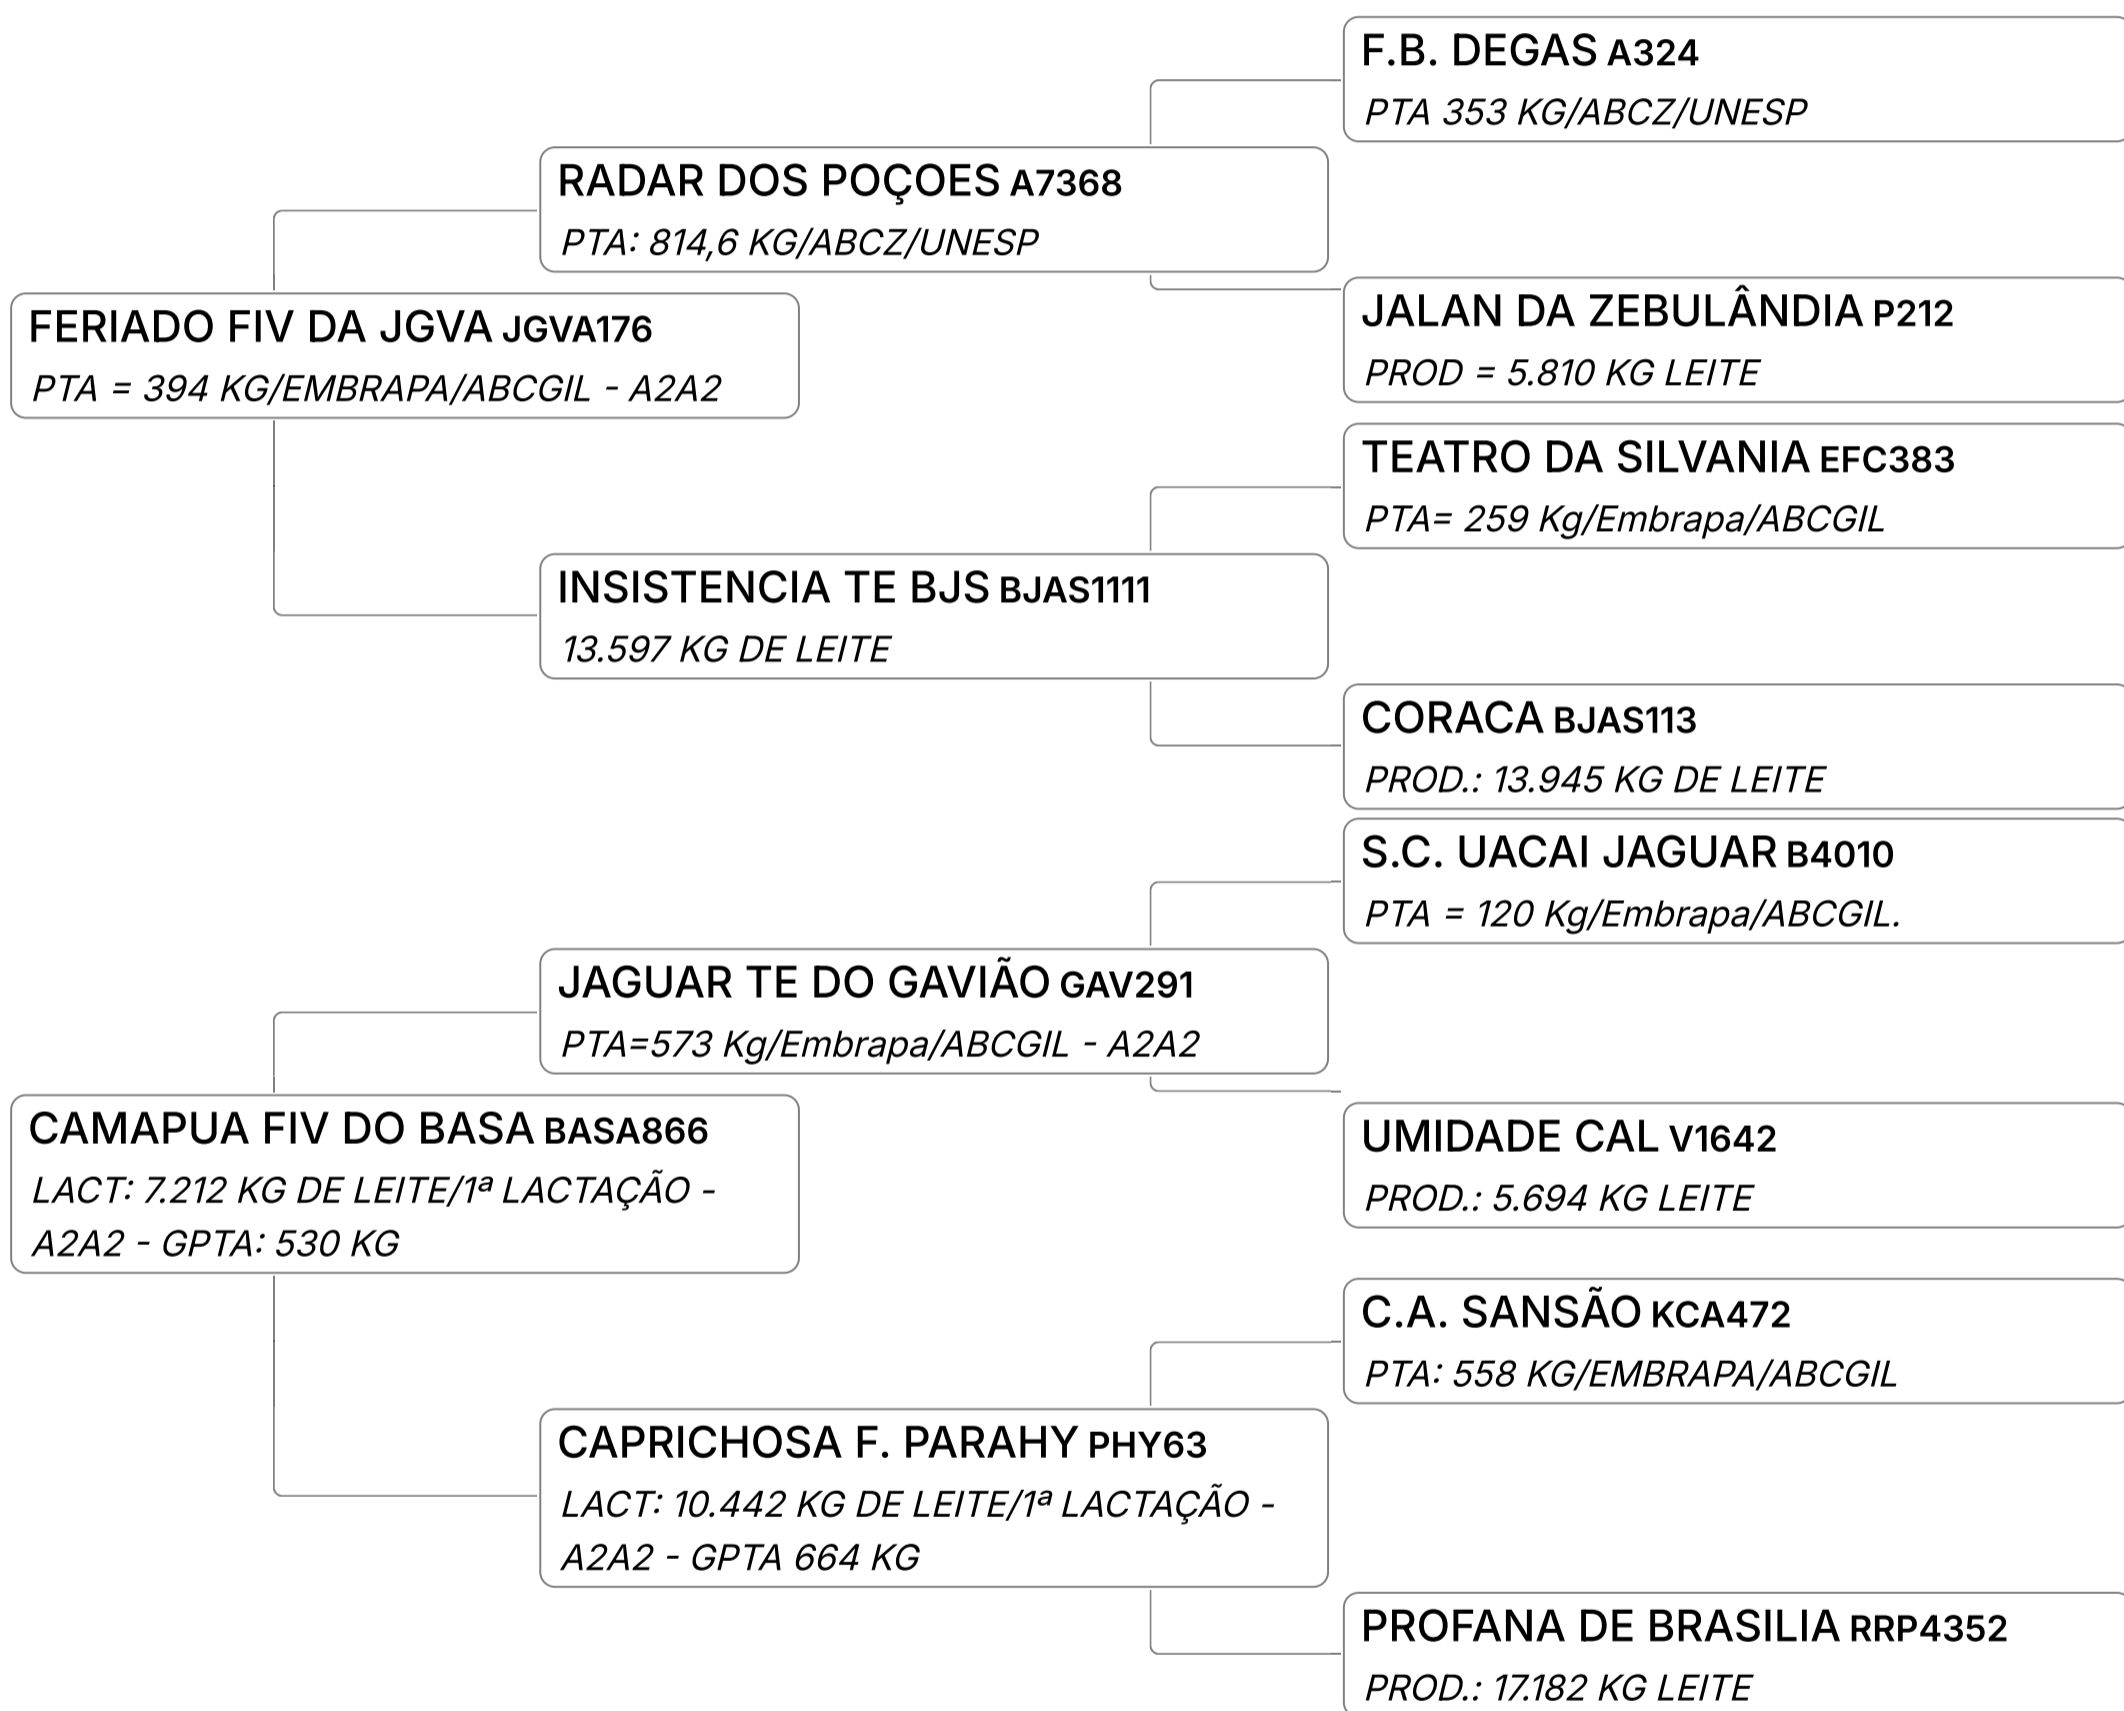 F.B. DEGAS A324
PTA 353 KG/ABCZ/UNESP
RADAR DOS POÇOES A7368
PTA: 814,6 KG/ABCZ/UNESP
JALAN DA ZEBULÂNDIA P212
PROD = 5.810 KG LEITE
FERIADO FIV DA JGVA JGVA176
PTA = 394 KG/EMBRAPA/ABCGIL - A2A2
TEATRO DA SILVANIA EFC383
PTA= 259 Kg/Embrapa/ABCGIL
INSISTENCIA TE BJS BJAS1111
13.597 KG DE LEITE
CORACA BJAS113
PROD.: 13.945 KG DE LEITE
S.C. UACAI JAGUAR B4010
PTA = 120 Kg/Embrapa/ABCGIL.
JAGUAR TE DO GAVIÃO GAV291
PTA=573 Kg/Embrapa/ABCGIL - A2A2
UMIDADE CAL V1642
PROD.: 5.694 KG LEITE
CAMAPUA FIV DO BASA BASA866
LACT: 7.212 KG DE LEITE/1ª LACTAÇÃO -
A2A2 - GPTA: 530 KG
C.A. SANSÃO KCA472
PTA: 558 KG/EMBRAPA/ABCGIL
CAPRICHOSA F. PARAHY PHY63
LACT: 10.442 KG DE LEITE/1ª LACTAÇÃO -
A2A2 - GPTA 664 KG
PROFANA DE BRASILIA RRP4352
PROD.: 17.182 KG LEITE